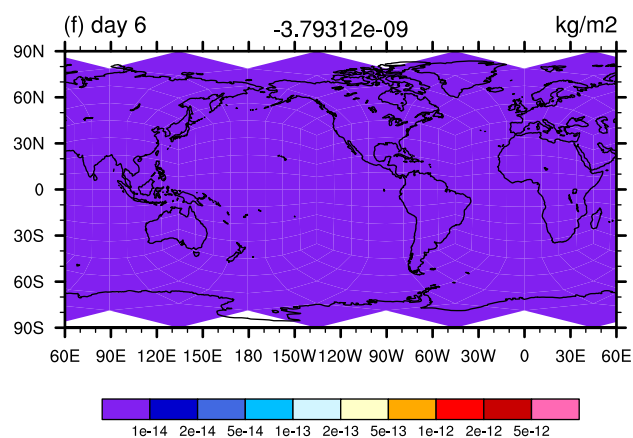 (f) day 6 -3.79312e-09 kg/m2
90N
60N
30N
0
30S
60S
90S
60E 90E 120E 150E 180 150W 120W 90W 60W 30W 0 30E 60E
1e-14 2e-14 5e-14 1e-13 2e-13 5e-13 1e-12 2e-12 5e-12